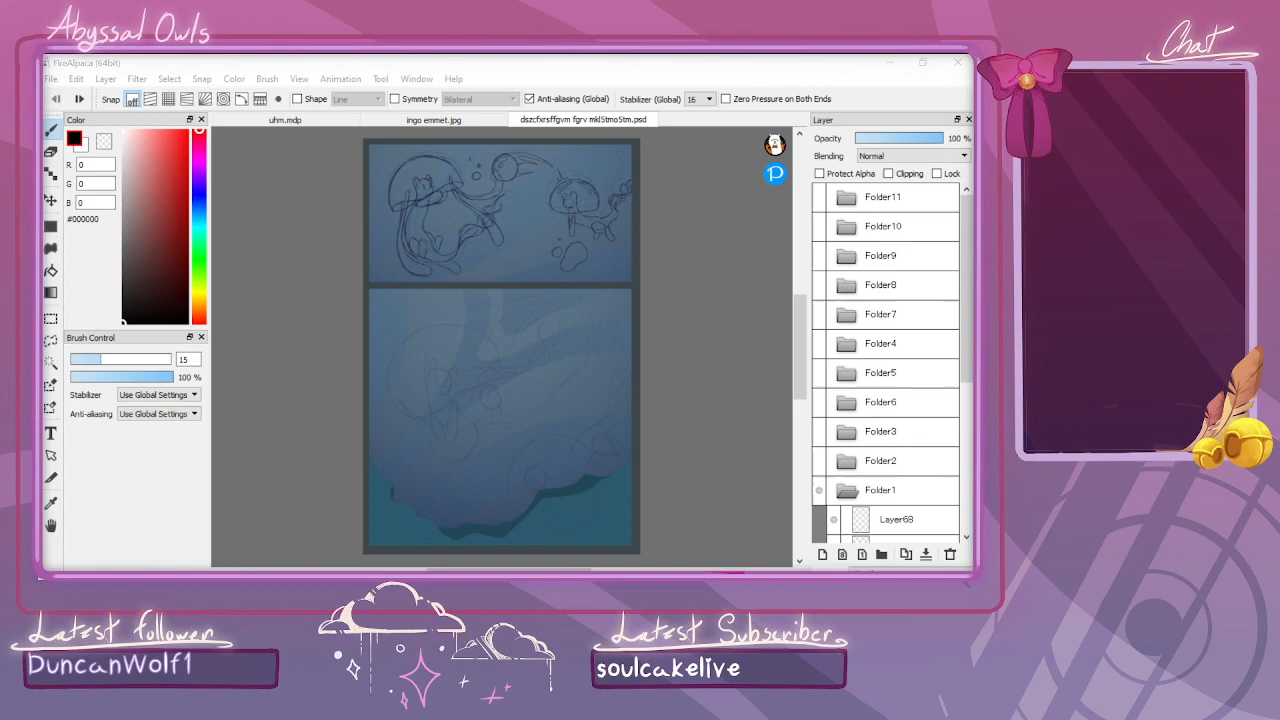 Abyssal Owls
Chat
FireAlpaca (64bit)
File Edit Layer Filter Select Snap Color Brush View Animation Tool Window Help
Snap off Shape Line Symmetry Bilateral Anti-aliasing (Global) Stabilizer (Global) 16 Zero Pressure on Both Ends
Color
uhm.mdp
ingo emmet.jpg
dszcfxrsffgvm fgrv mkl5tmo5tm.psd
Layer
R 0
G 0
B 0
#000000
Opacity 100 %
Blending Normal
Protect Alpha Clipping Lock
Folder11
Folder10
Folder9
Folder8
Folder7
Folder4
Folder5
Folder6
Folder3
Folder2
Folder1
Layer68
Brush Control
15
100 %
Stabilizer Use Global Settings
Anti-aliasing Use Global Settings
T
P
8
1
Latest follower
DuncanWolf1
Latest Subscriber
soulcakelive